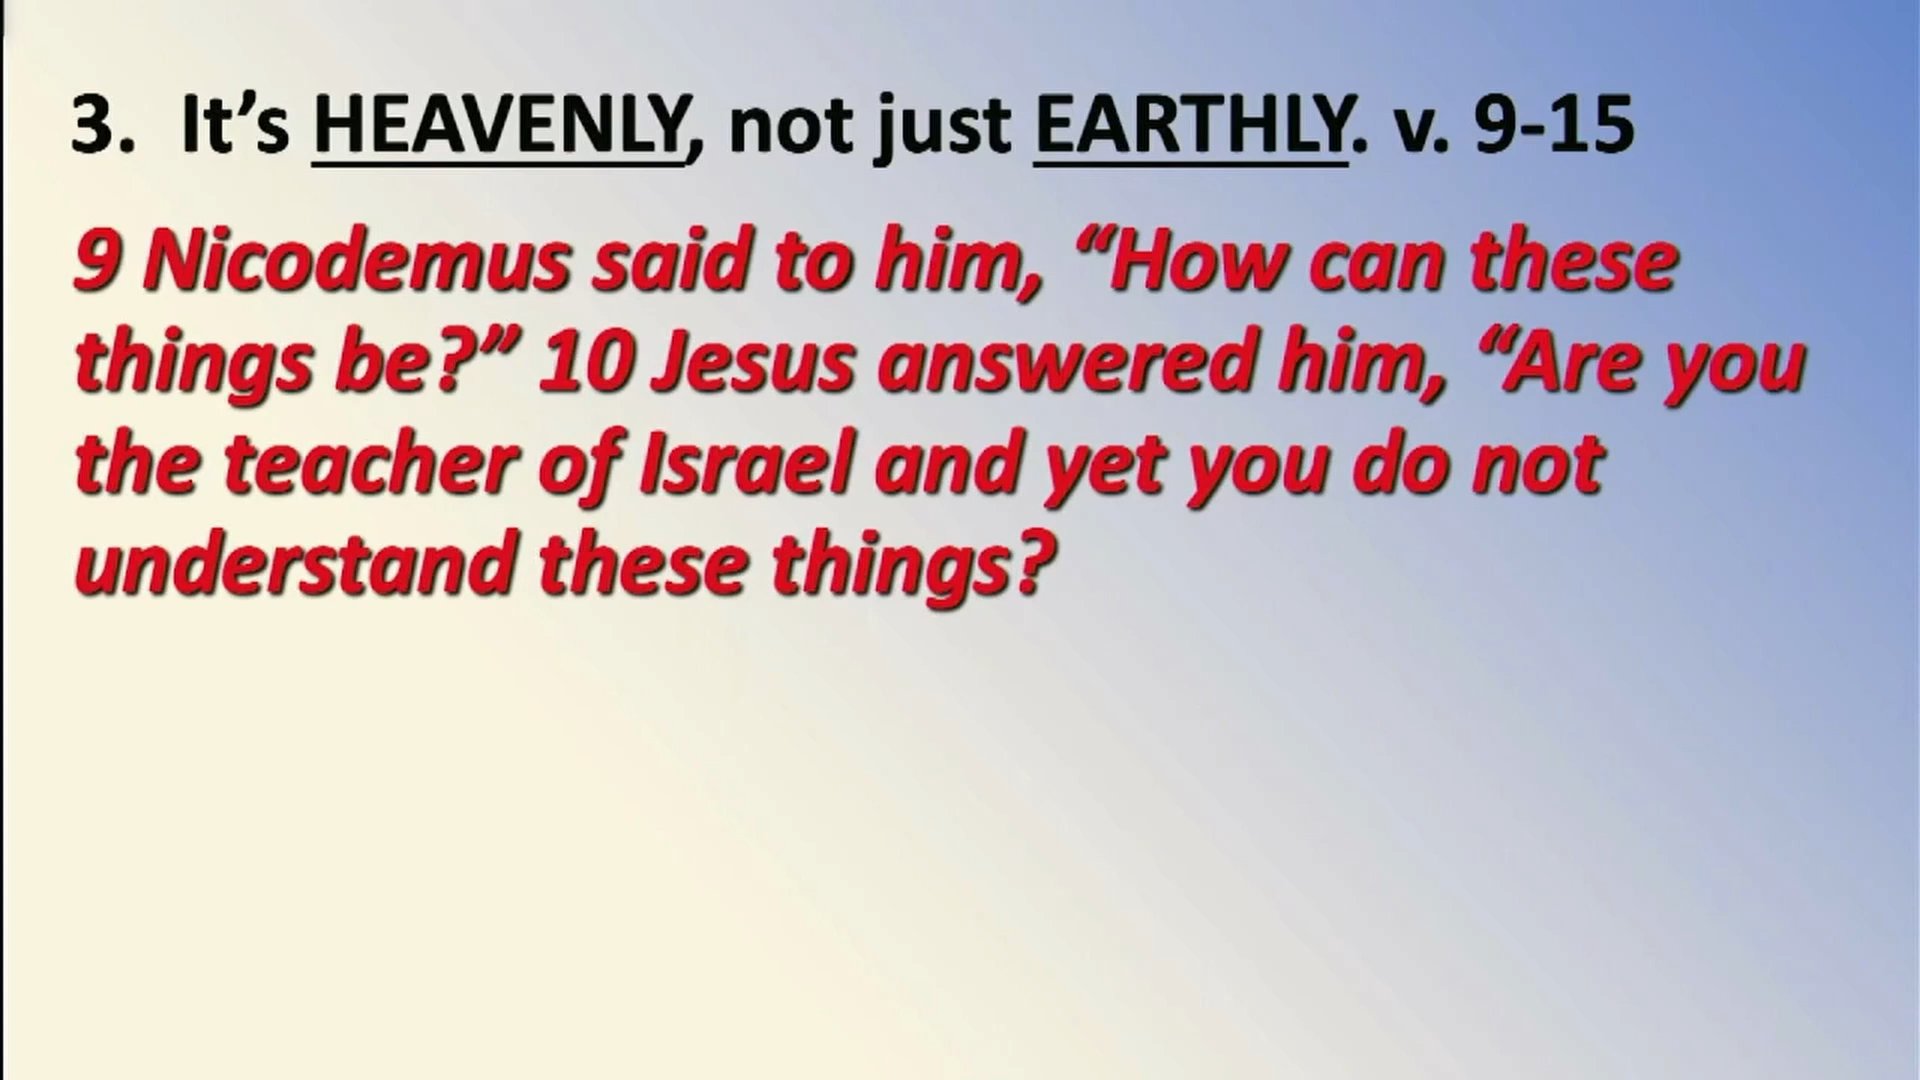 3. It’s HEAVENLY, not just EARTHLY. v. 9-15
9 Nicodemus said to him, “How can these
things be?” 10 Jesus answered him, “Are you
the teacher of Israel and yet you do not
understand these things?